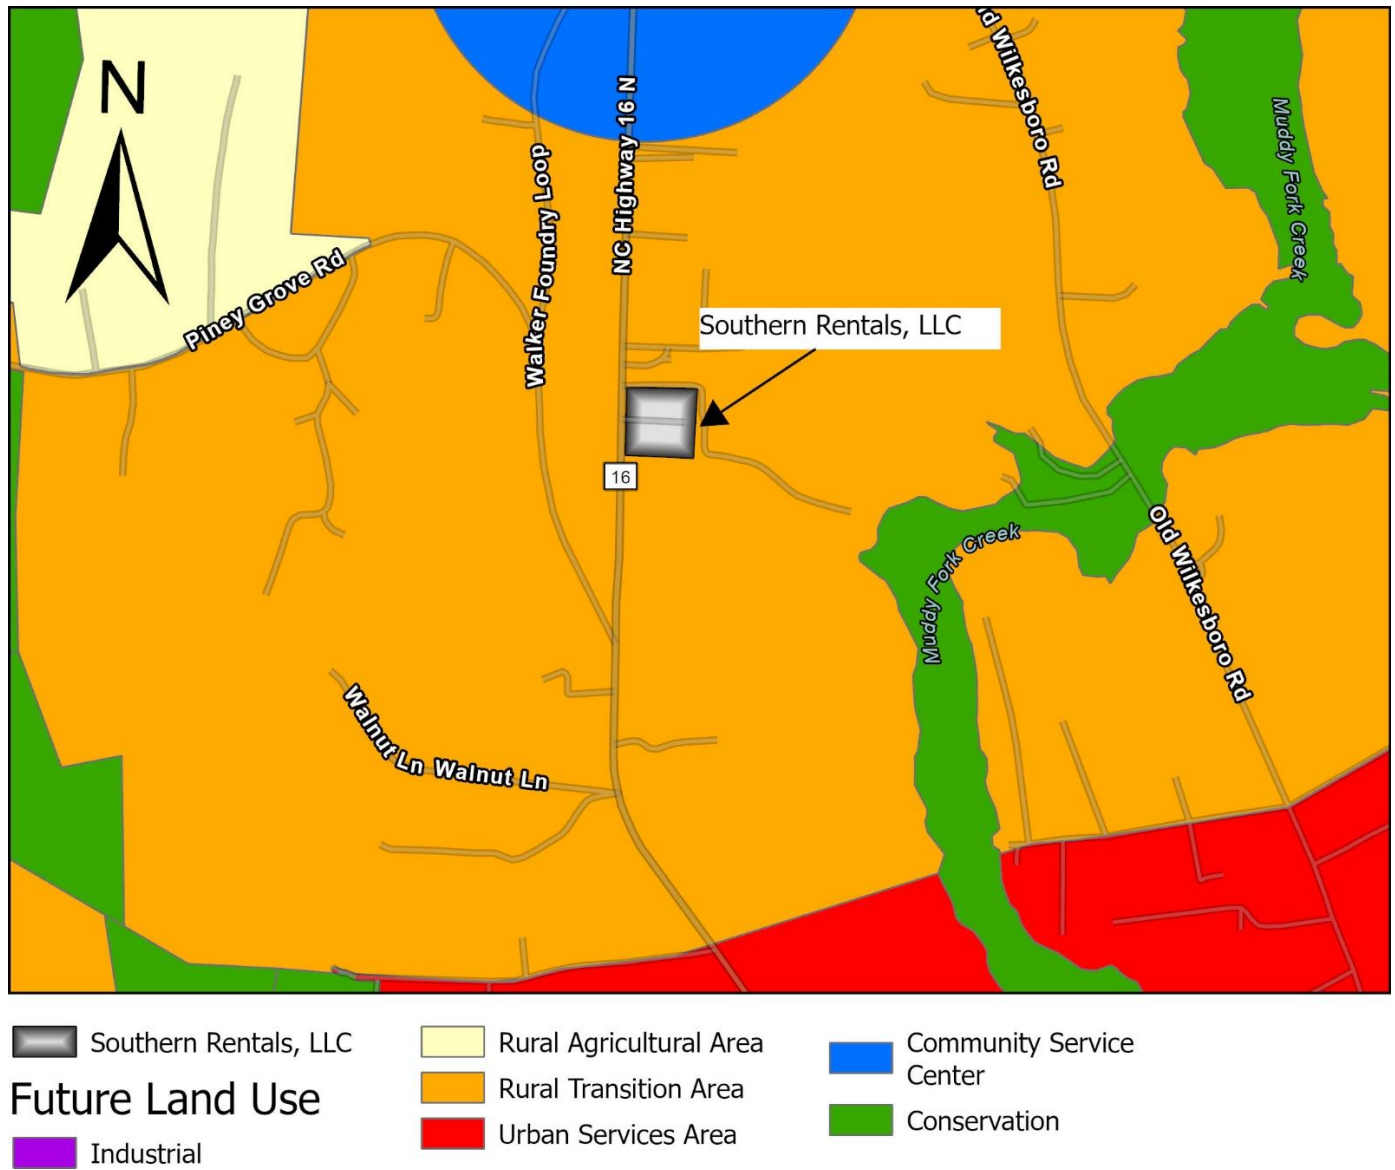 N
Old Wilkesboro Rd
Muddy Fork Creek
NC Highway 16 N
Walker Foundry Loop
Piney Grove Rd
Southern Rentals, LLC
16
Muddy Fork Creek
Old Wilkesboro Rd
Walnut Ln
Walnut Ln
Southern Rentals, LLC
Future Land Use
Industrial
Rural Agricultural Area
Rural Transition Area
Urban Services Area
Community Service
Center
Conservation